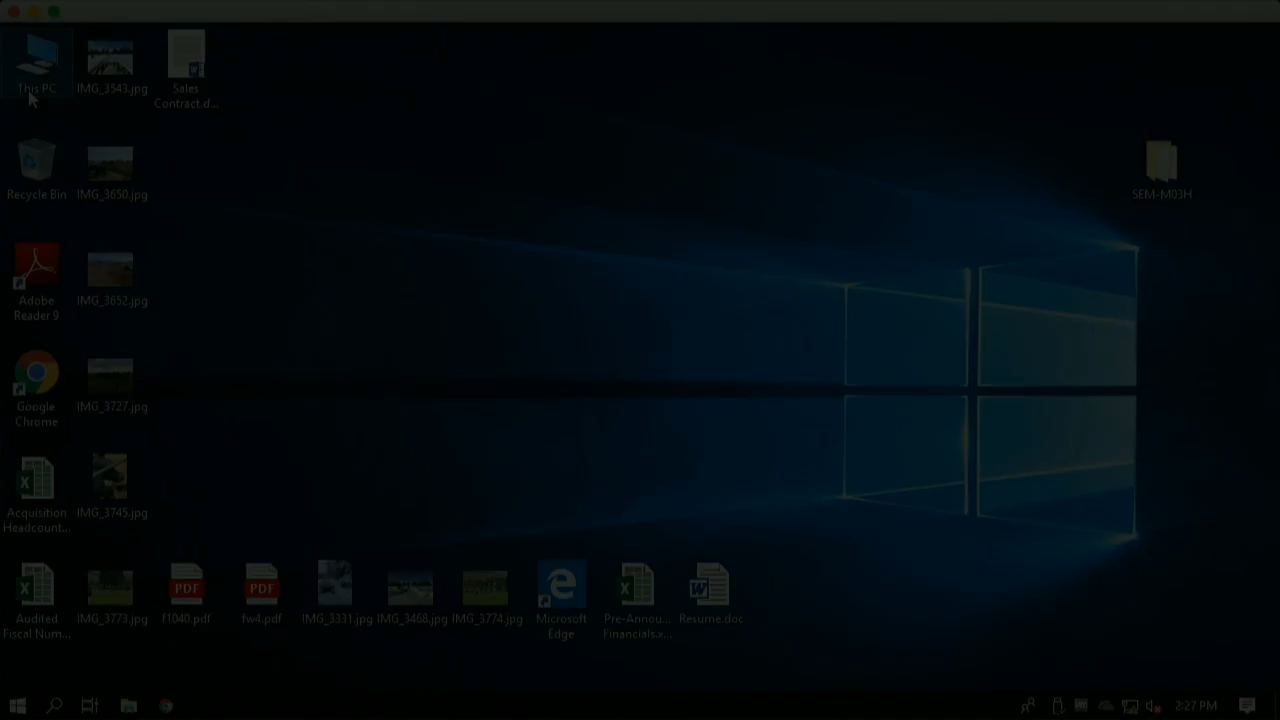 This PC
IMG_3543.jpg
Sales
Contract.d...
Recycle Bin
IMG_3650.jpg
SEM-M03H
Adobe
Reader 9
IMG_3652.jpg
Google
Chrome
IMG_3727.jpg
Acquisition
Headcount...
IMG_3745.jpg
Audited
Fiscal Num...
IMG_3773.jpg
PDF
f1040.pdf
PDF
fw4.pdf
IMG_3331.jpg
IMG_3468.jpg
IMG_3774.jpg
Microsoft
Edge
Pre-Annou...
Financials.x...
Resume.doc
2:27 PM